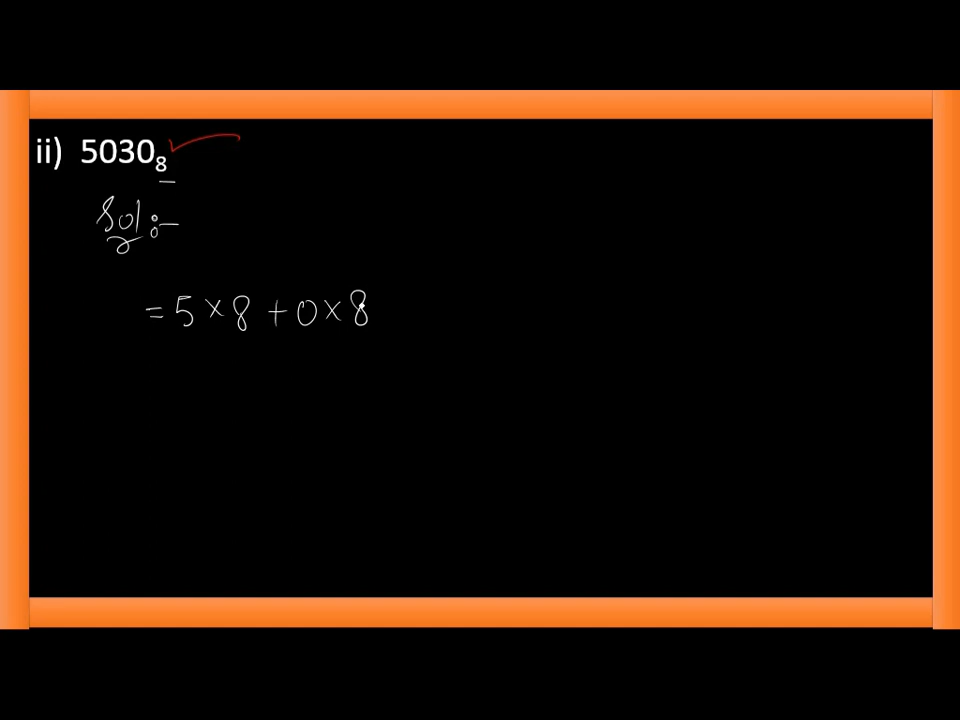 ii) 5030₈
Sol:-
= 5 × 8 + 0 × 8